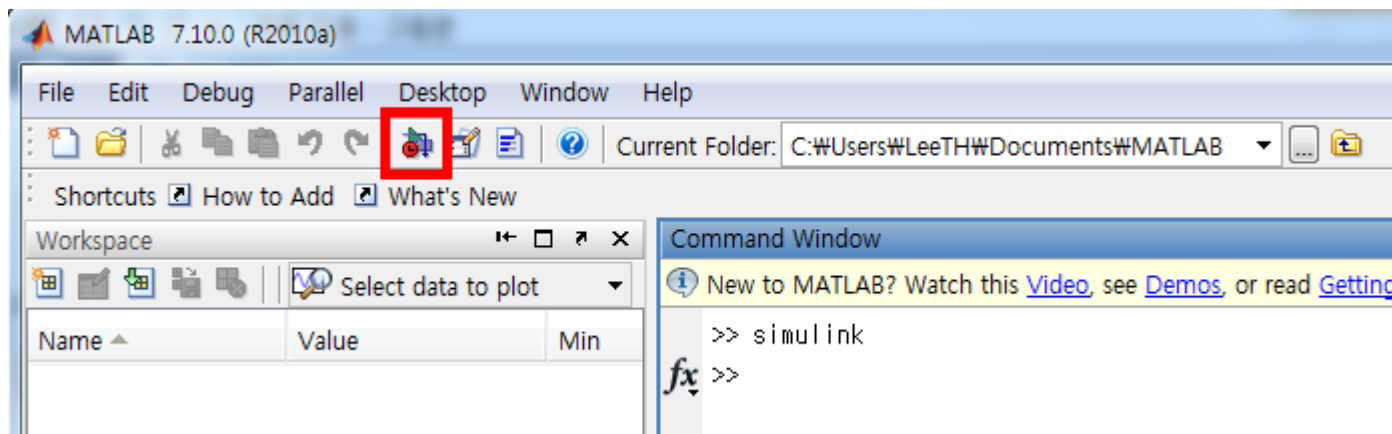 MATLAB 7.10.0 (R2010a)
File Edit Debug Parallel Desktop Window Help
Current Folder: C:₩Users₩LeeTH₩Documents₩MATLAB ...
Shortcuts How to Add What's New
Workspace
Select data to plot
Name Value Min
Command Window
New to MATLAB? Watch this Video, see Demos, or read Getting
>> simulink
fx >>